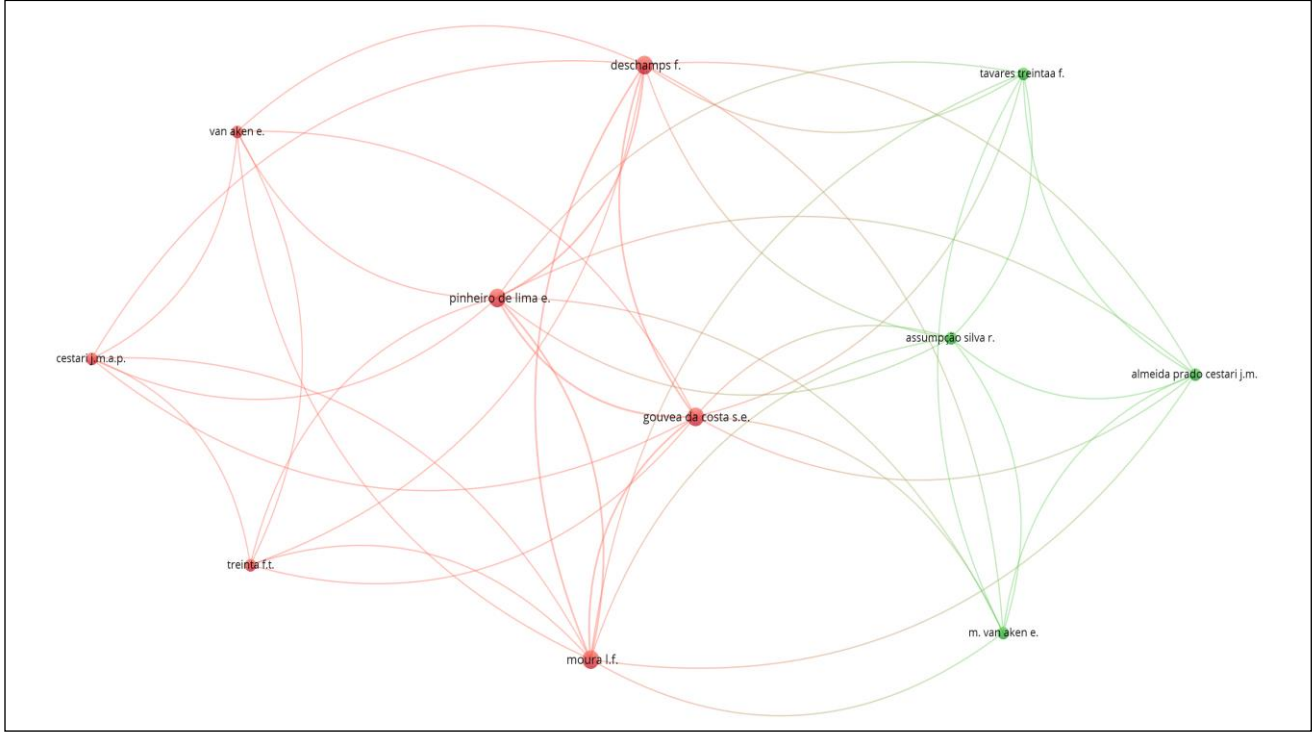 deschamps f.
tavares treintaa f.
van aken e.
pinheiro de lima e.
assumpção silva r.
cestari j.m.a.p.
almeida prado cestari j.m.
gouvea da costa s.e.
treinta f.t.
m. van aken e.
moura l.f.